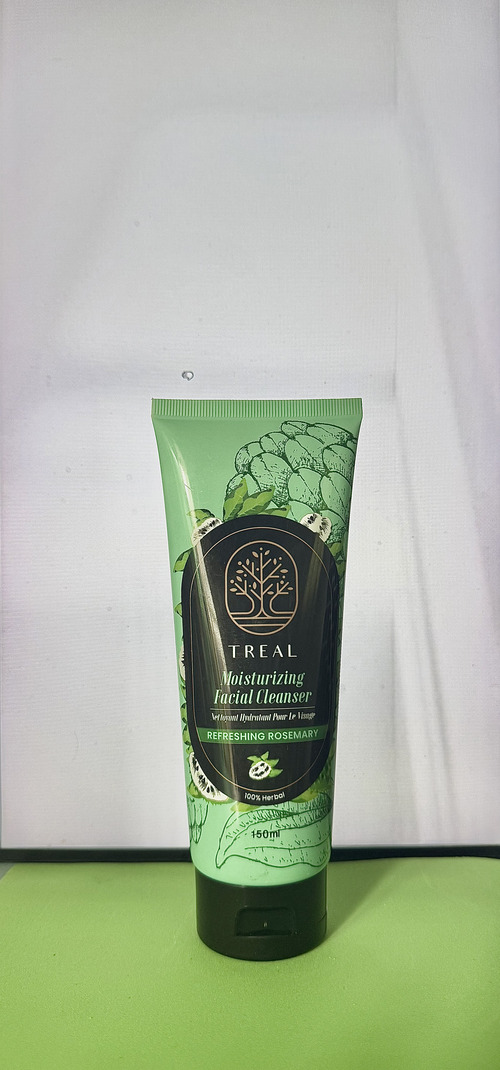 TREAL
Moisturizing
Facial Cleanser
Nettoyant Hydratant Pour Le Visage
REFRESHING ROSEMARY
100% Herbal
150ml